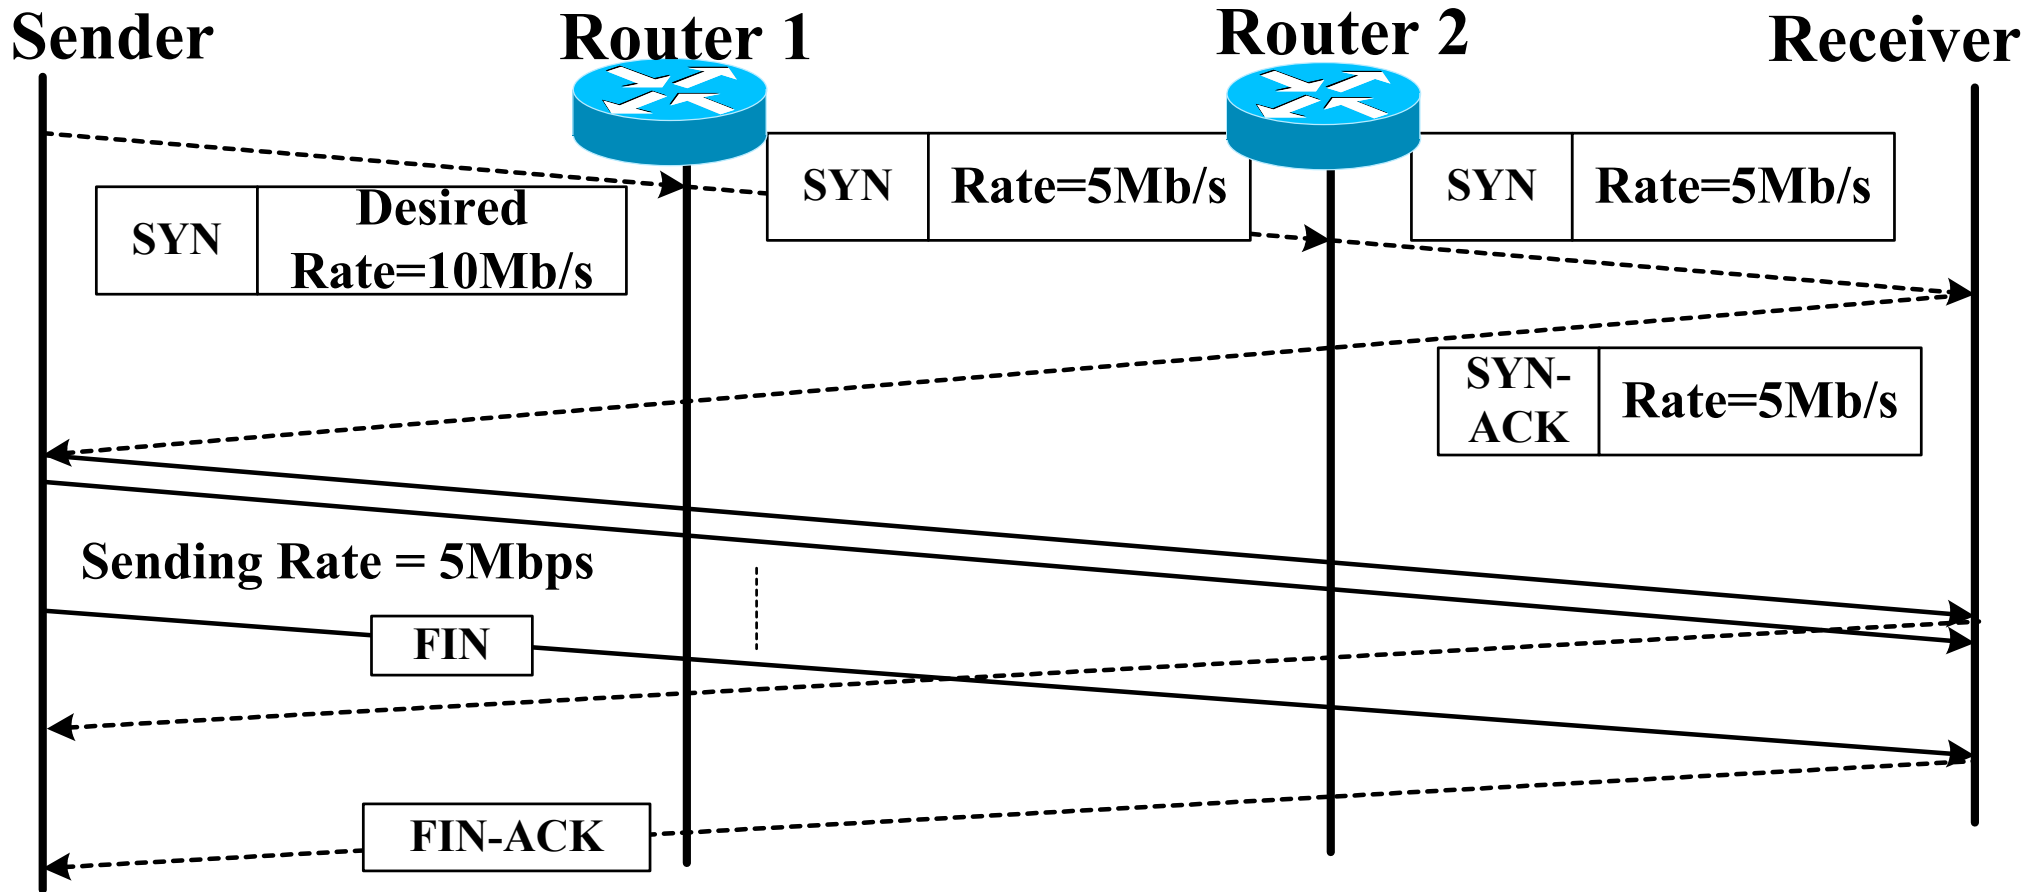 Sender
Router 1
Router 2
Receiver
SYN
Desired
Rate=10Mb/s
SYN
Rate=5Mb/s
SYN
Rate=5Mb/s
SYN-
ACK
Rate=5Mb/s
Sending Rate = 5Mbps
FIN
FIN-ACK